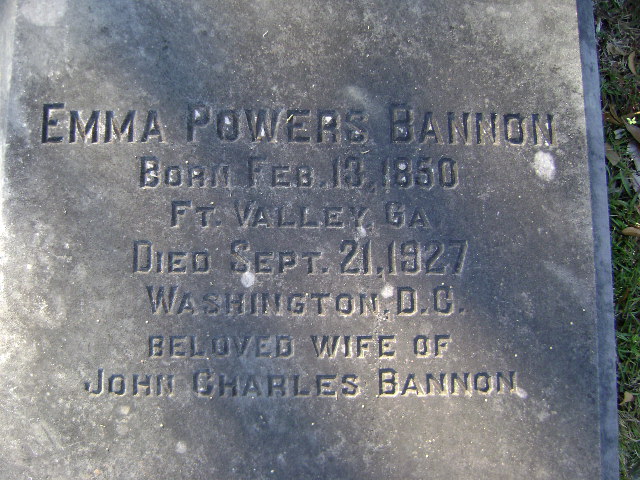 EMMA POWERS BANNON
BORN FEB. 13, 1850
FT. VALLEY, GA.
DIED SEPT. 21, 1927
WASHINGTON, D.C.
BELOVED WIFE OF
JOHN CHARLES BANNON